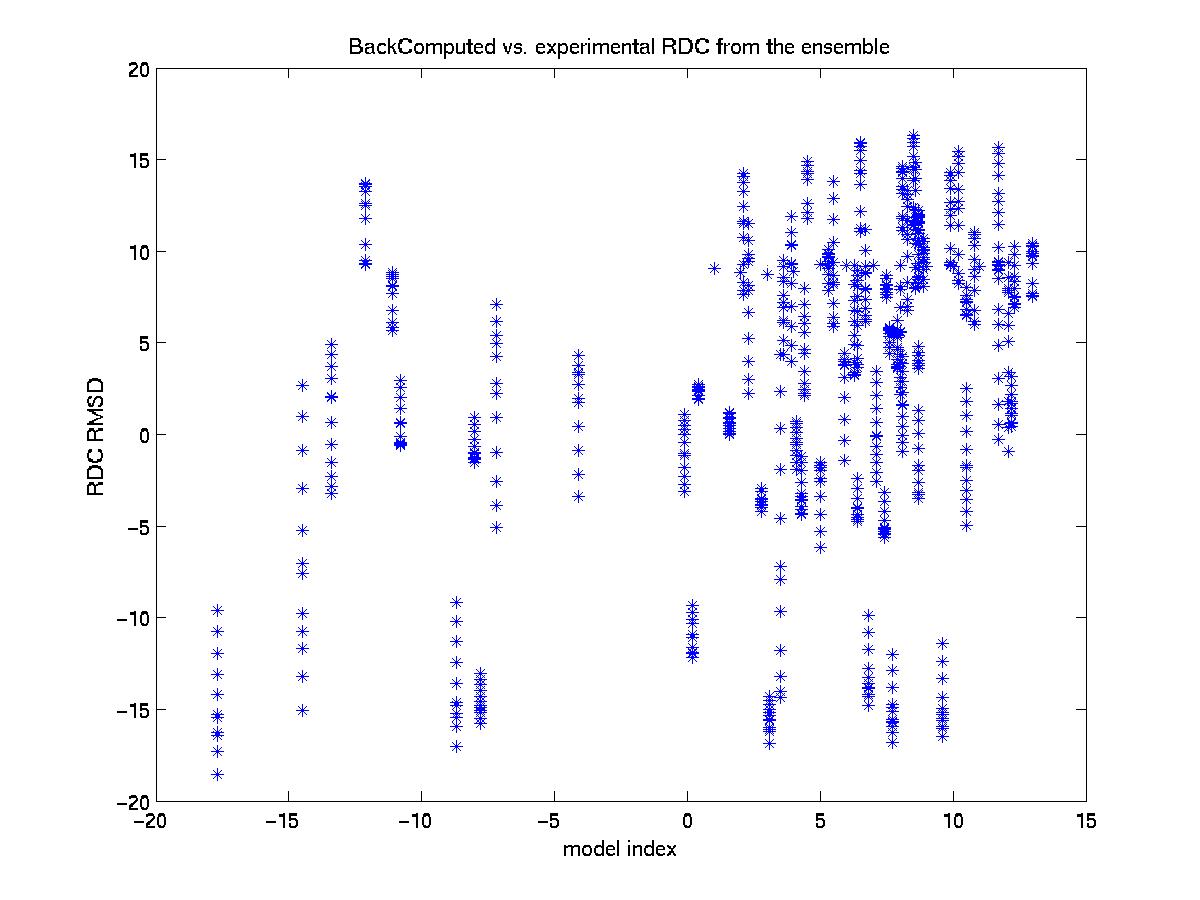 BackComputed vs. experimental RDC from the ensemble
20
15
10
5
0
−5
−10
−15
−20
RDC RMSD
−20 −15 −10 −5 0 5 10 15
model index